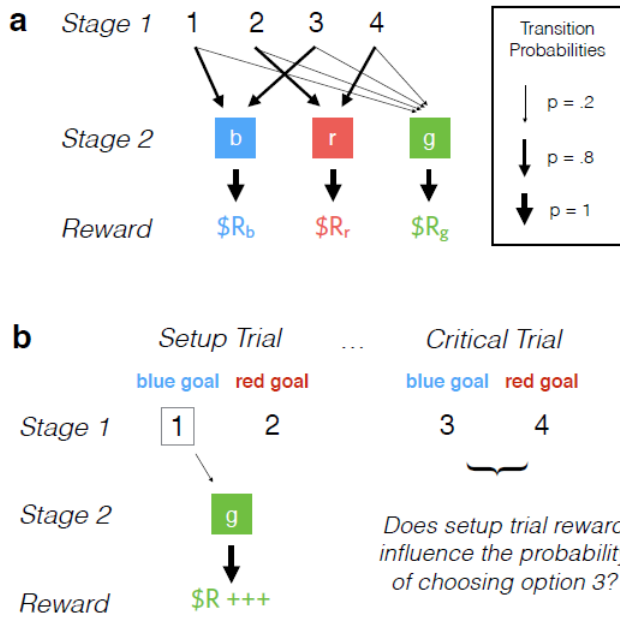 a
Stage 1 1 2 3 4
Transition
Probabilities
p = .2
Stage 2 b r g
p = .8
Reward $Rb $Rr $Rg
p = 1
b
Setup Trial ... Critical Trial
blue goal red goal blue goal red goal
Stage 1 1 2 3 4
Stage 2 g
Does setup trial reward
influence the probability
of choosing option 3?
Reward $R +++